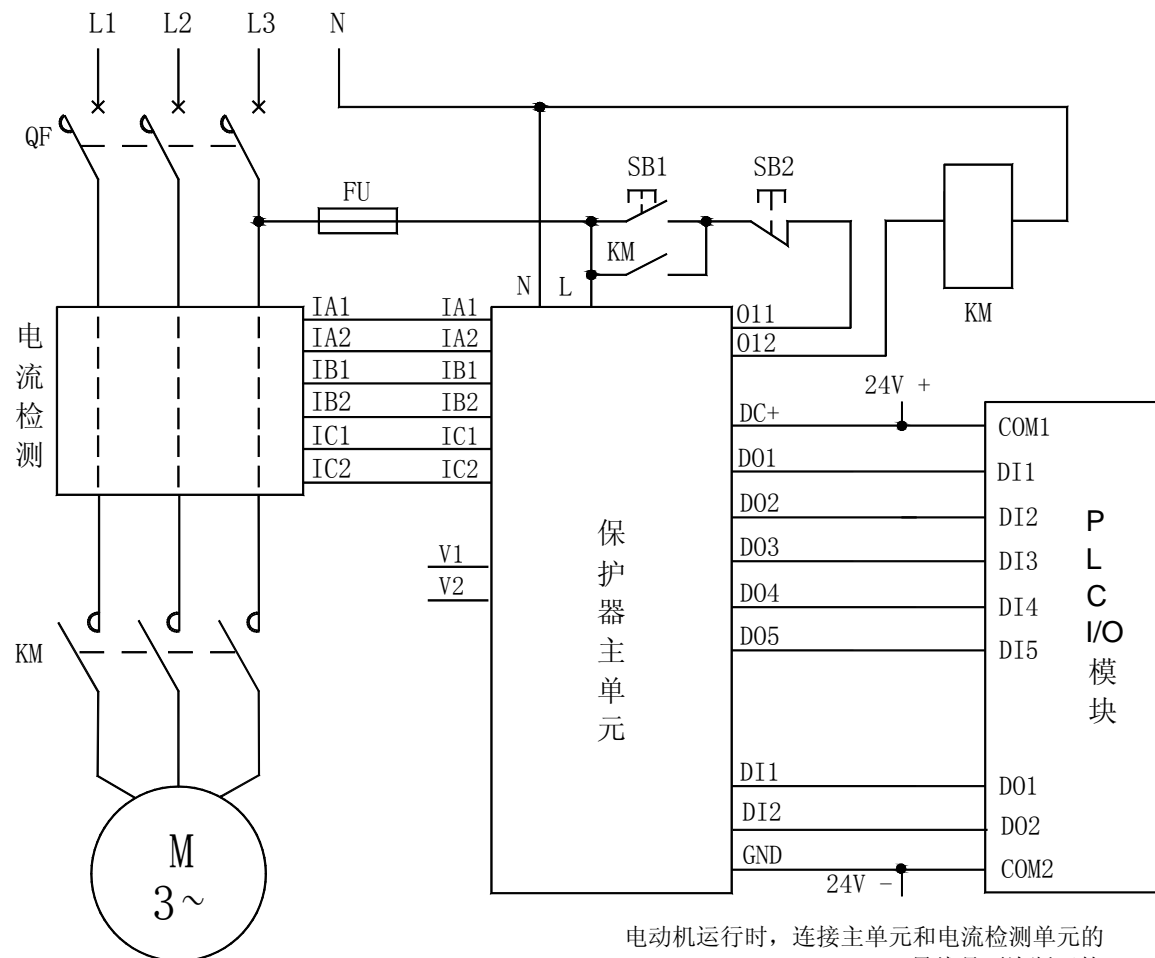 L1 L2 L3 N
QF
FU
SB1 SB2
KM
N L
KM
电流检测
IA1 IA1
IA2 IA2
IB1 IB1
IB2 IB2
IC1 IC1
IC2 IC2
V1
V2
保护器主单元
O11
O12
24V +
DC+ COM1
DO1 DI1
DO2 DI2
DO3 DI3
DO4 DI4
DO5 DI5
PLC I/O模块
DI1 DO1
DI2 DO2
GND COM2
24V -
KM
M
3~
电动机运行时，连接主单元和电流检测单元的